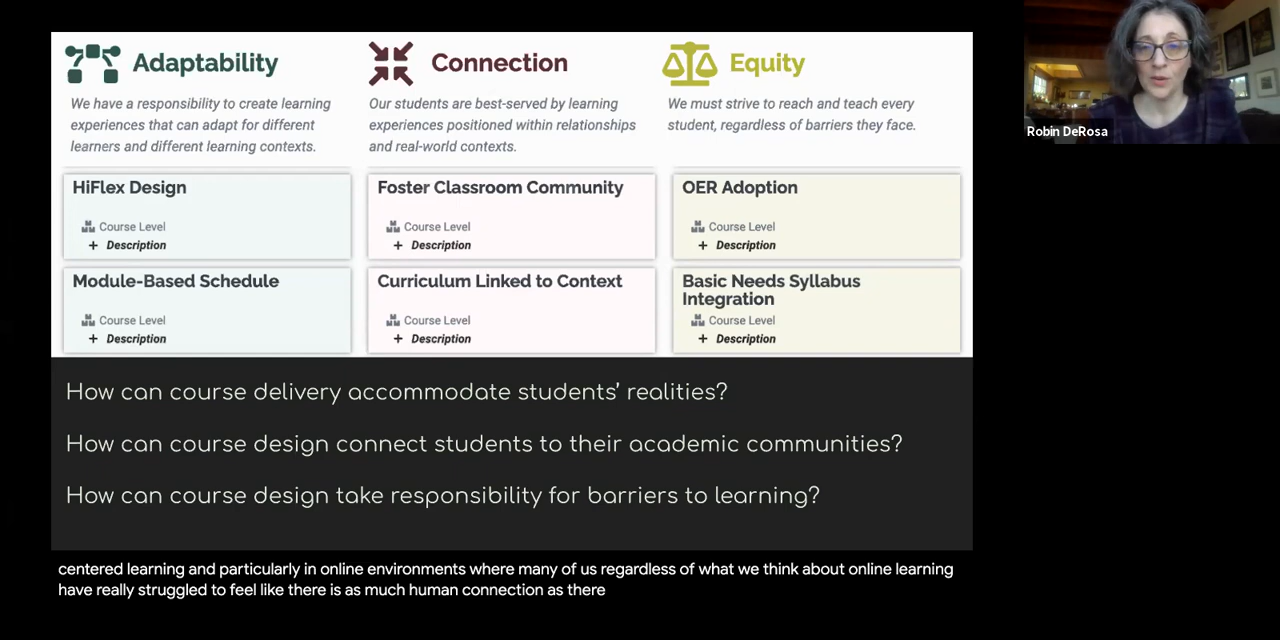 Adaptability
We have a responsibility to create learning
experiences that can adapt for different
learners and different learning contexts.
Connection
Our students are best-served by learning
experiences positioned within relationships
and real-world contexts.
Equity
We must strive to reach and teach every
student, regardless of barriers they face.
HiFlex Design
Course Level
+ Description
Foster Classroom Community
Course Level
+ Description
OER Adoption
Course Level
+ Description
Module-Based Schedule
Course Level
+ Description
Curriculum Linked to Context
Course Level
+ Description
Basic Needs Syllabus
Integration
Course Level
+ Description
How can course delivery accommodate students’ realities?
How can course design connect students to their academic communities?
How can course design take responsibility for barriers to learning?
Robin DeRosa
centered learning and particularly in online environments where many of us regardless of what we think about online learning
have really struggled to feel like there is as much human connection as there